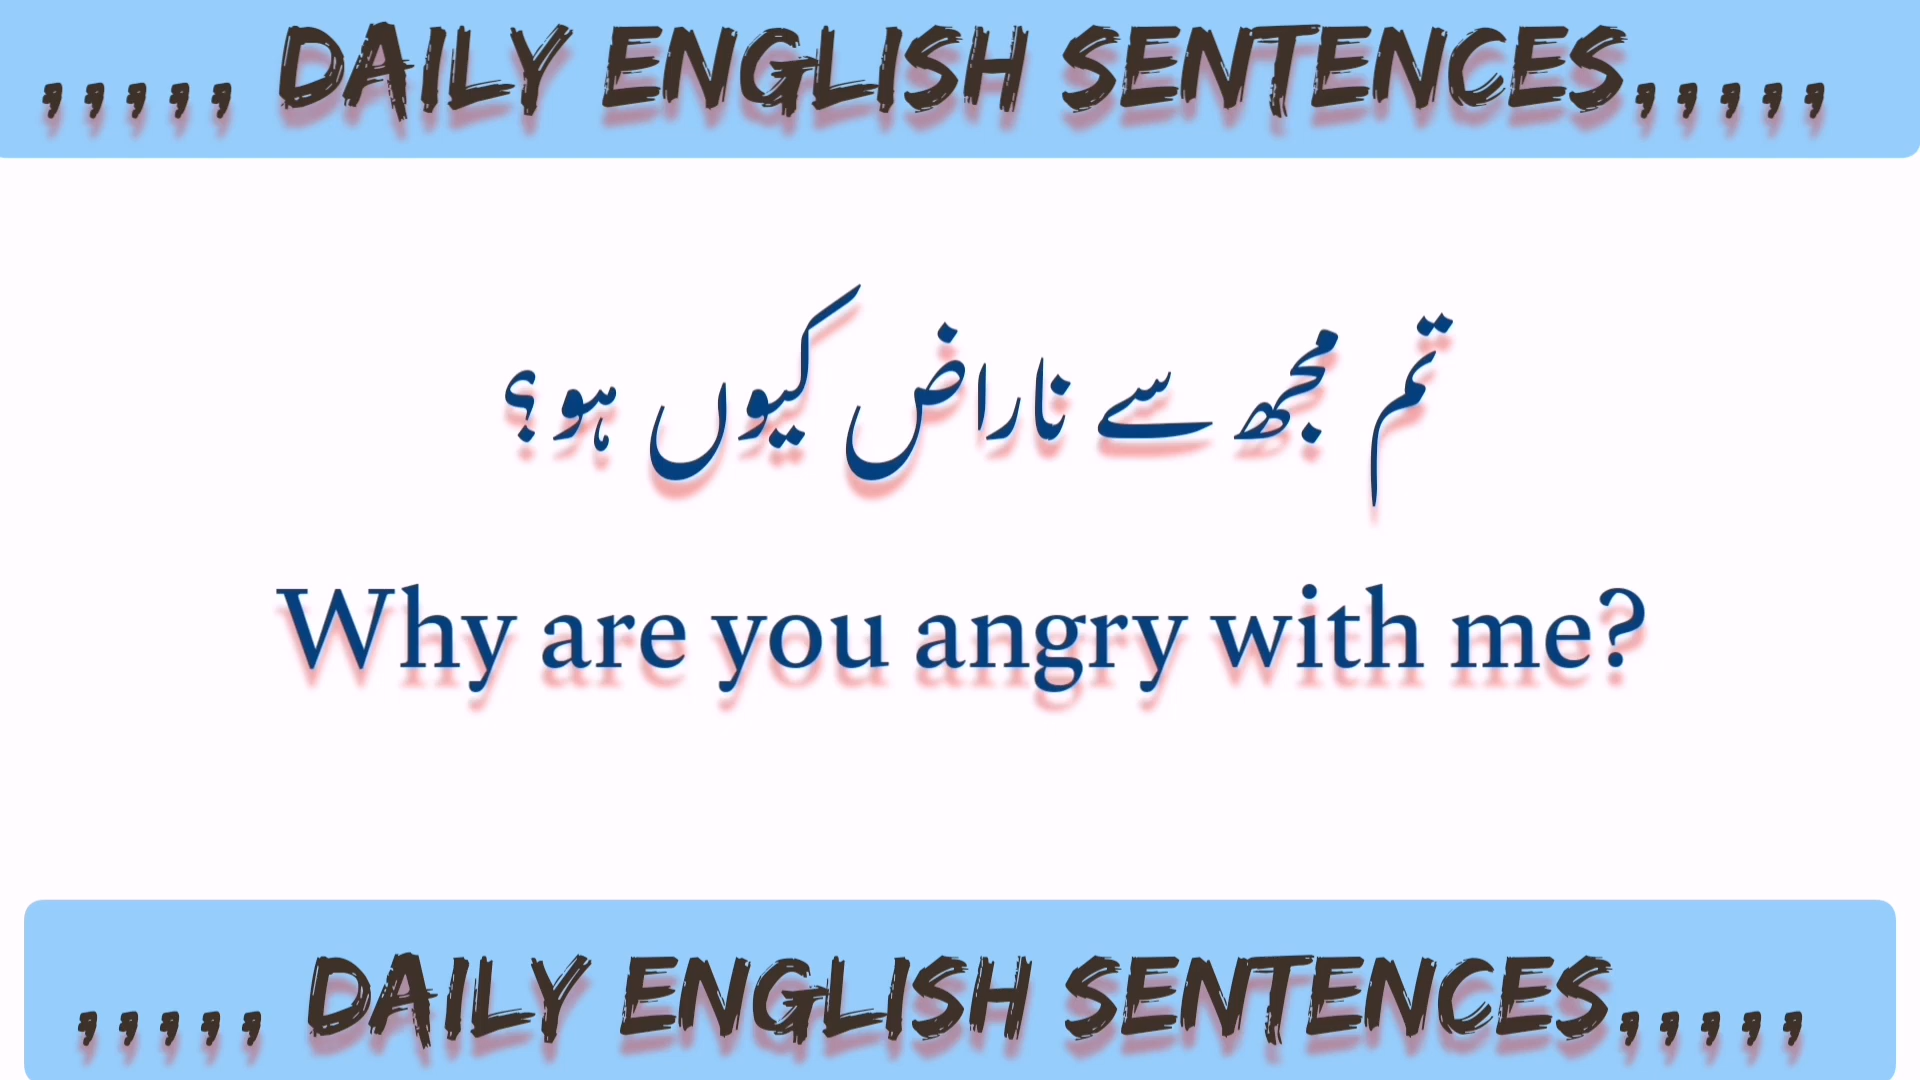 ,,,,, DAILY ENGLISH SENTENCES,,,,,
تم مجھ سے ناراض کیوں ہو؟
Why are you angry with me?
,,,,, DAILY ENGLISH SENTENCES,,,,,